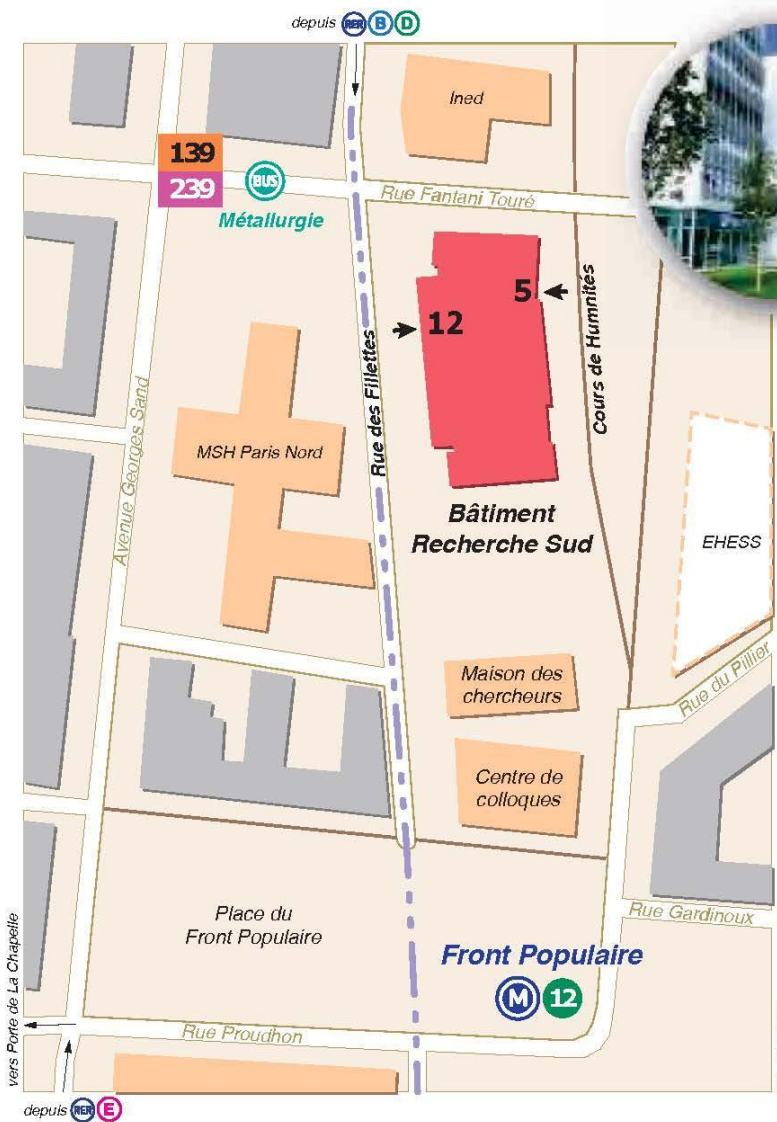 depuis RER B D
Ined
139
239
BUS
Métallurgie
Rue Fantani Touré
5
12
Cours de Humnités
Rue des Fillettes
Avenue Georges Sand
MSH Paris Nord
Bâtiment
Recherche Sud
EHESS
Maison des
chercheurs
Rue du Pillier
Centre de
colloques
Place du
Front Populaire
Rue Gardinoux
Front Populaire
M 12
vers Porte de La Chapelle
Rue Proudhon
depuis RER E